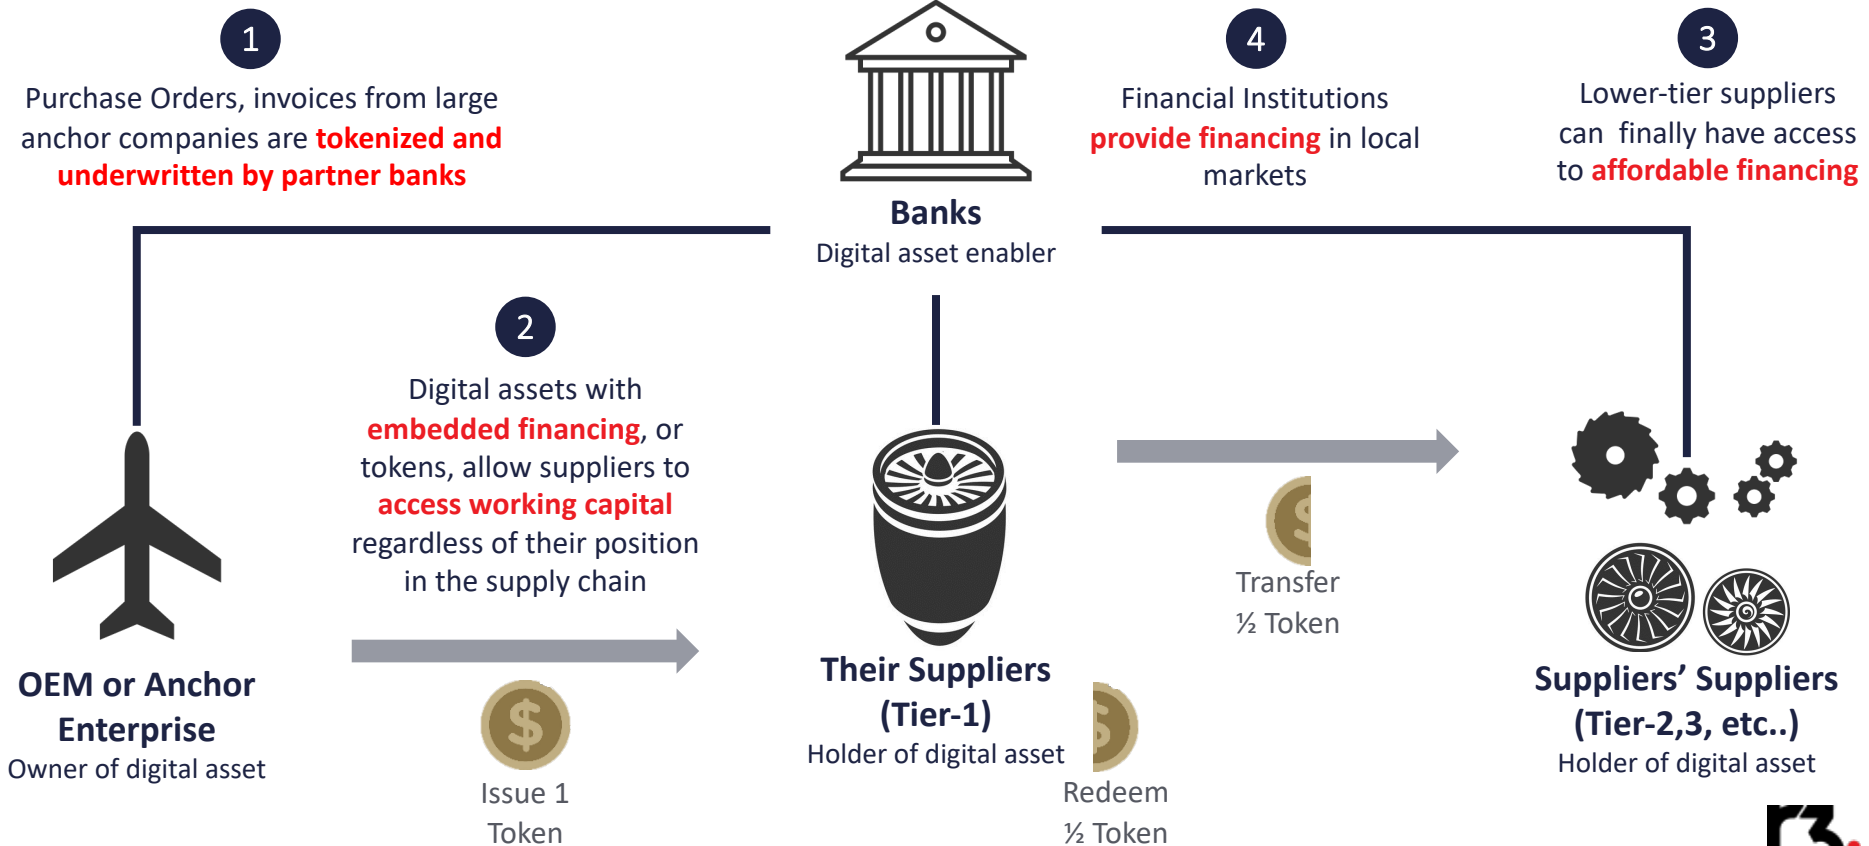 1
Purchase Orders, invoices from large
anchor companies are tokenized and
underwritten by partner banks
Banks
Digital asset enabler
4
Financial Institutions
provide financing in local
markets
3
Lower-tier suppliers
can finally have access
to affordable financing
2
Digital assets with
embedded financing, or
tokens, allow suppliers to
access working capital
regardless of their position
in the supply chain
OEM or Anchor
Enterprise
Owner of digital asset
$
Issue 1
Token
Their Suppliers
(Tier-1)
Holder of digital asset
$
Redeem
½ Token
$
Transfer
½ Token
Suppliers’ Suppliers
(Tier-2,3, etc..)
Holder of digital asset
r3.